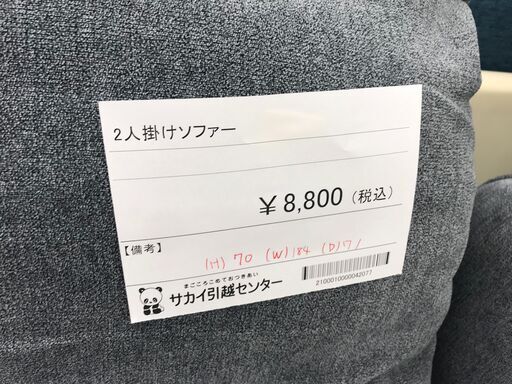 2人掛けソファー
¥8,800（税込）
【備考】
(H) 70 (W) 184 (D) 71
まごころこめておつきあい
サカイ引越センター
2100010000042077